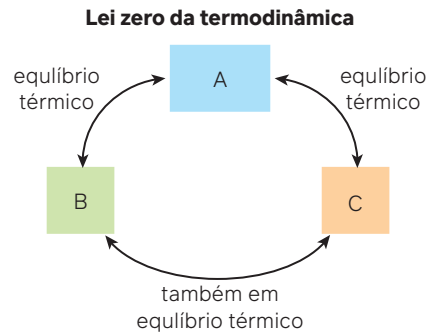 Lei zero da termodinâmica
equlíbrio
térmico
A
equlíbrio
térmico
B
C
também em
equlíbrio térmico